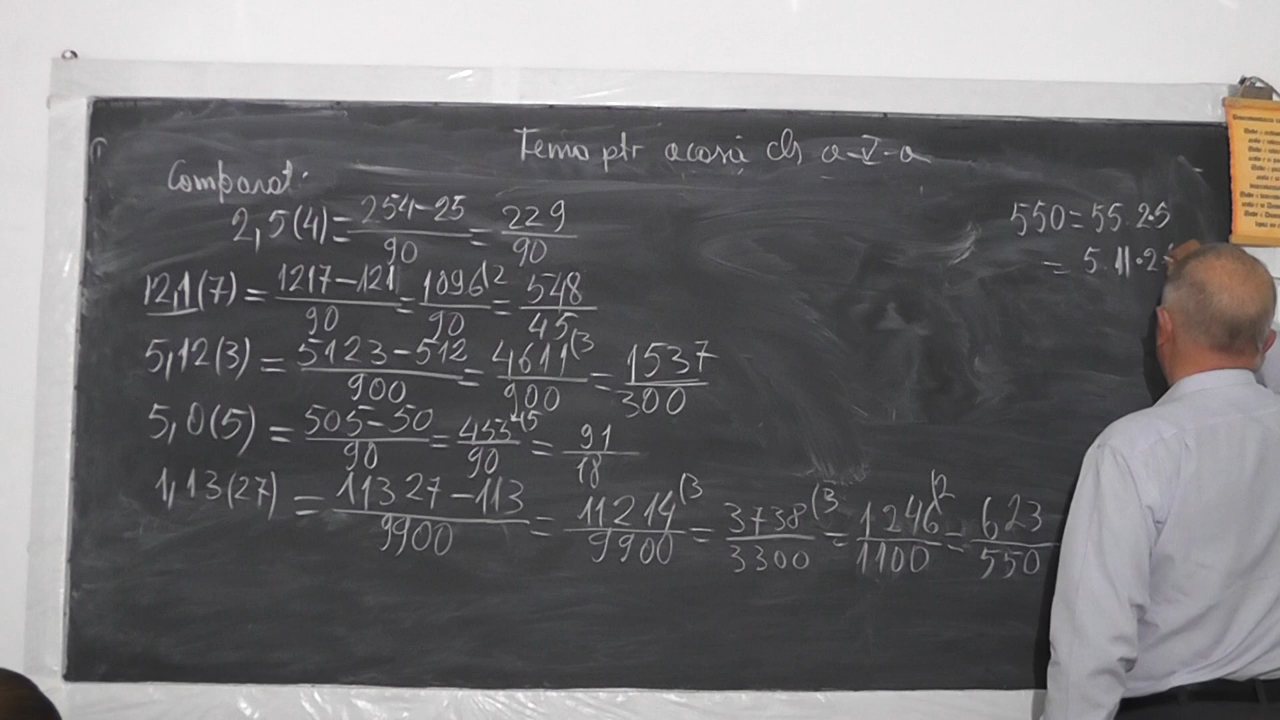 Tema ptr acasă cls a-V-a
Comparat:
2,5(4) = 254-25/90 = 229/90
12,1(7) = 1217-121/90 = 1096(2/90 = 548/45
5,12(3) = 5123-512/900 = 4611(3/900 = 1537/300
5,0(5) = 505-50/90 = 455(5/90 = 91/18
1,13(27) = 11327-113/9900 = 11214(3/9900 = 3738(3/3300 = 1246(2/1100 = 623/550
550 = 55·2·5
= 5·11·2·